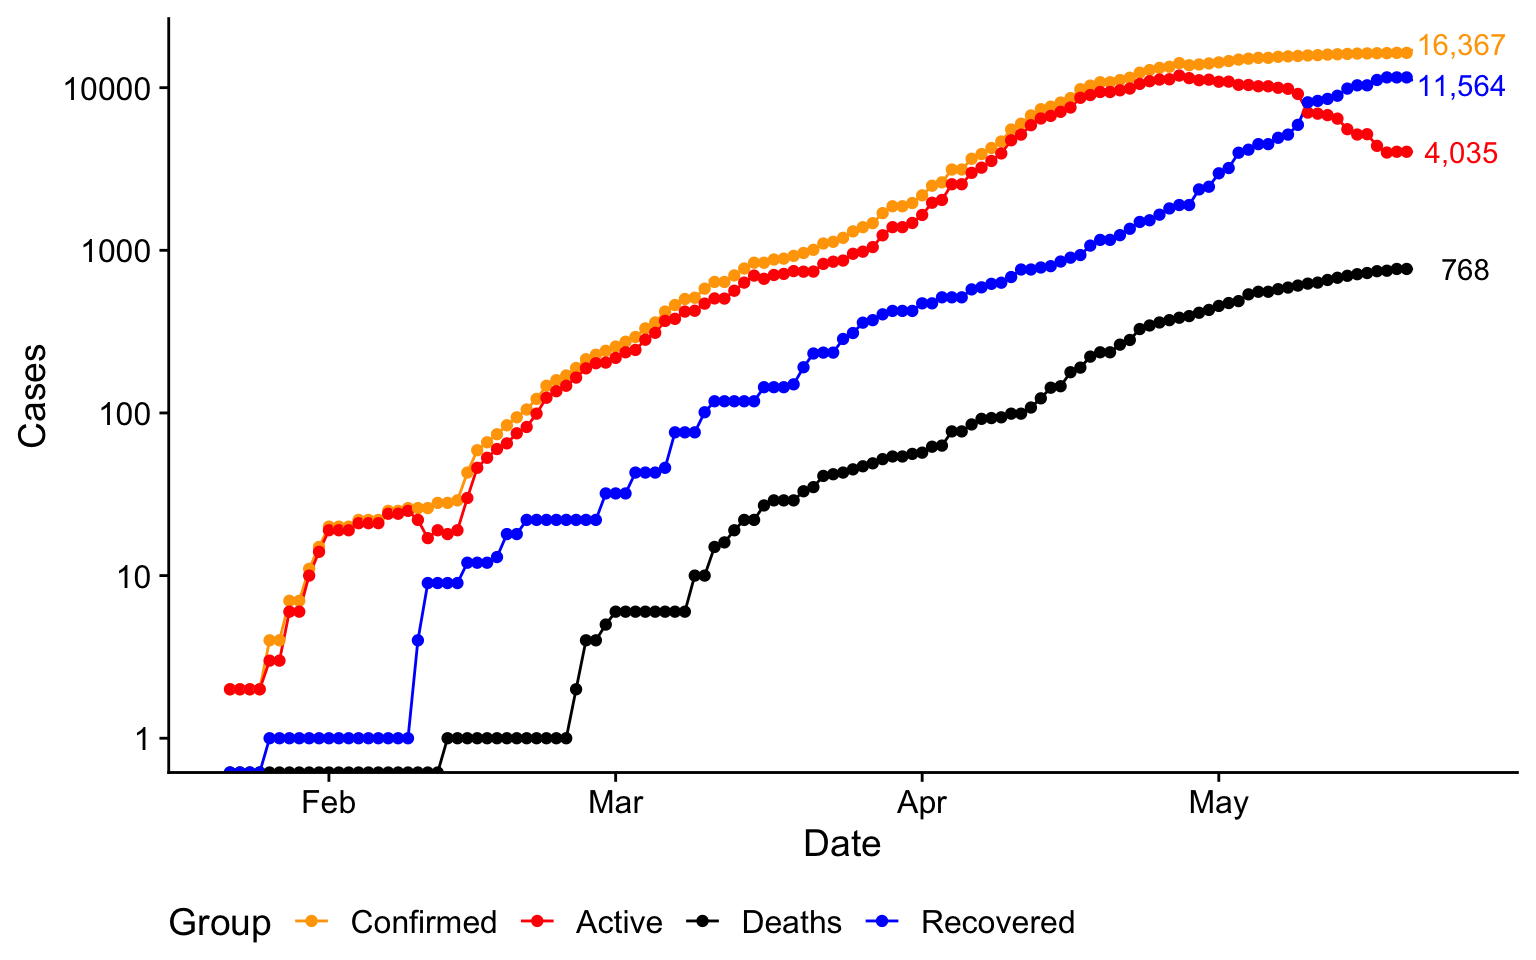 16,367
10000
11,564
4,035
1000
768
Cases
100
10
1
Feb Mar Apr May
Date
Group Confirmed Active Deaths Recovered